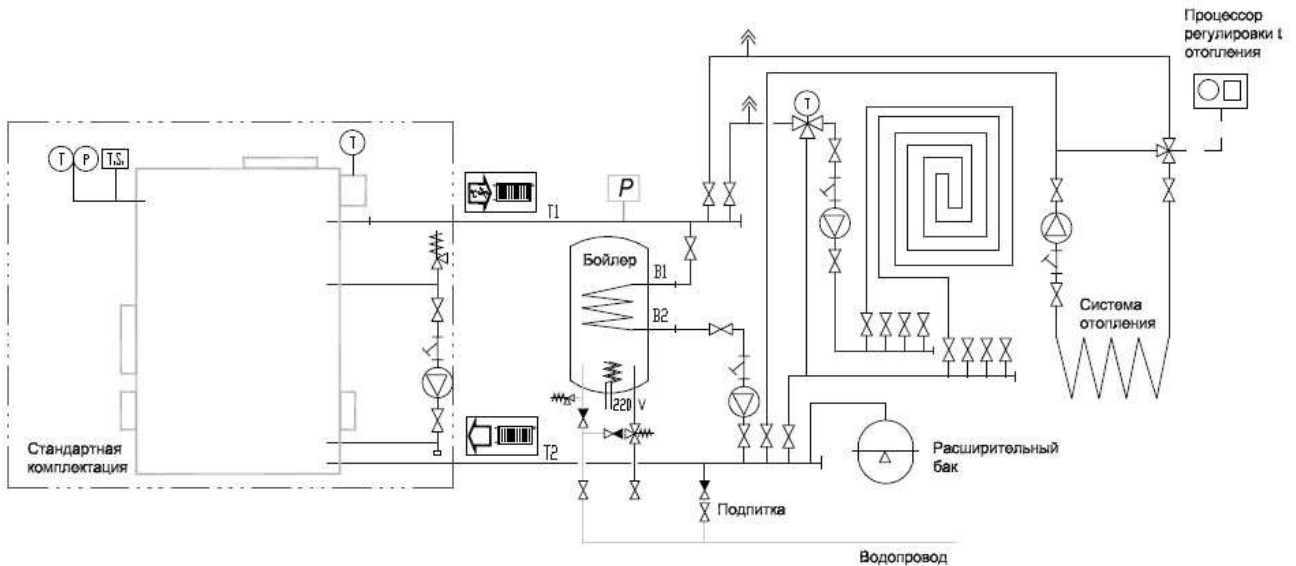 Процессор
регулировки t
отопления
T
T
P
T.S.
T
T1
P
Бойлер
B1
B2
Система
отопления
220 V
Стандартная
комплектация
T2
Расширительный
бак
Подпитка
Водопровод